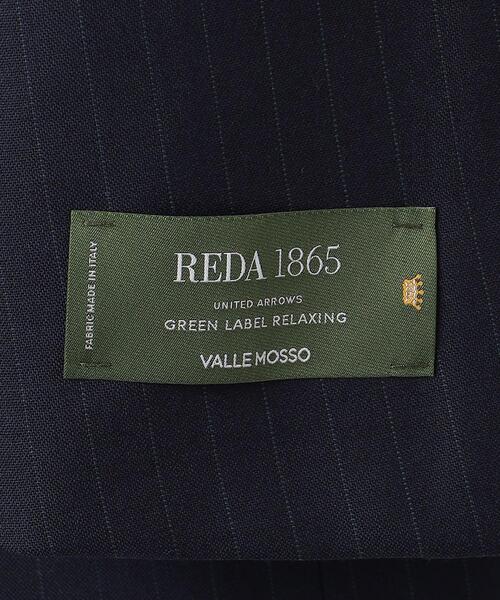 FABRIC MADE IN ITALY
REDA 1865
UNITED ARROWS
GREEN LABEL RELAXING
VALLE MOSSO